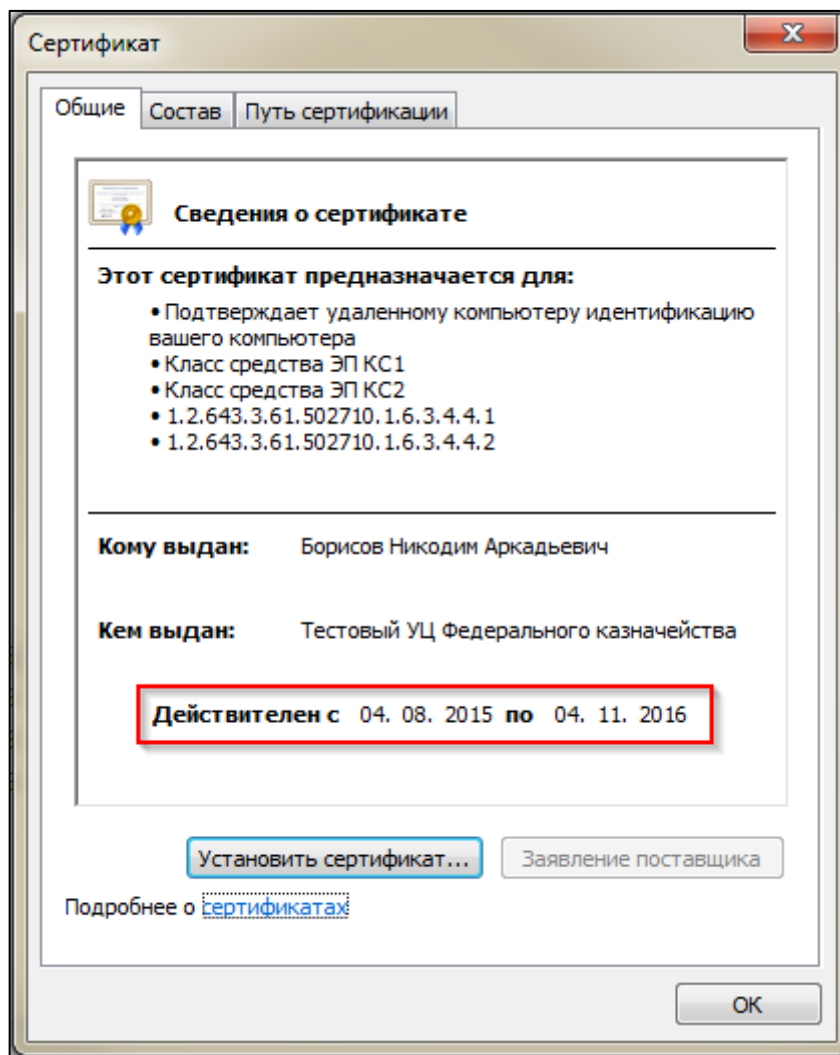 Сертификат
Общие Состав Путь сертификации
Сведения о сертификате
Этот сертификат предназначается для:
• Подтверждает удаленному компьютеру идентификацию
вашего компьютера
• Класс средства ЭП КС1
• Класс средства ЭП КС2
• 1.2.643.3.61.502710.1.6.3.4.4.1
• 1.2.643.3.61.502710.1.6.3.4.4.2
Кому выдан: Борисов Никодим Аркадьевич
Кем выдан: Тестовый УЦ Федерального казначейства
Действителен с 04. 08. 2015 по 04. 11. 2016
Установить сертификат... Заявление поставщика
Подробнее о сертификатах
ОК